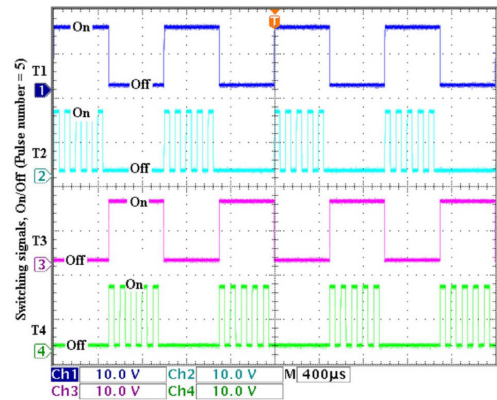 Switching signals, On/Off (Pulse number = 5)
T
On
T1
1
Off
On
T2
2
Off
On
T3
3
Off
On
T4
4
Off
Ch1 10.0 V Ch2 10.0 V M 400µs
Ch3 10.0 V Ch4 10.0 V